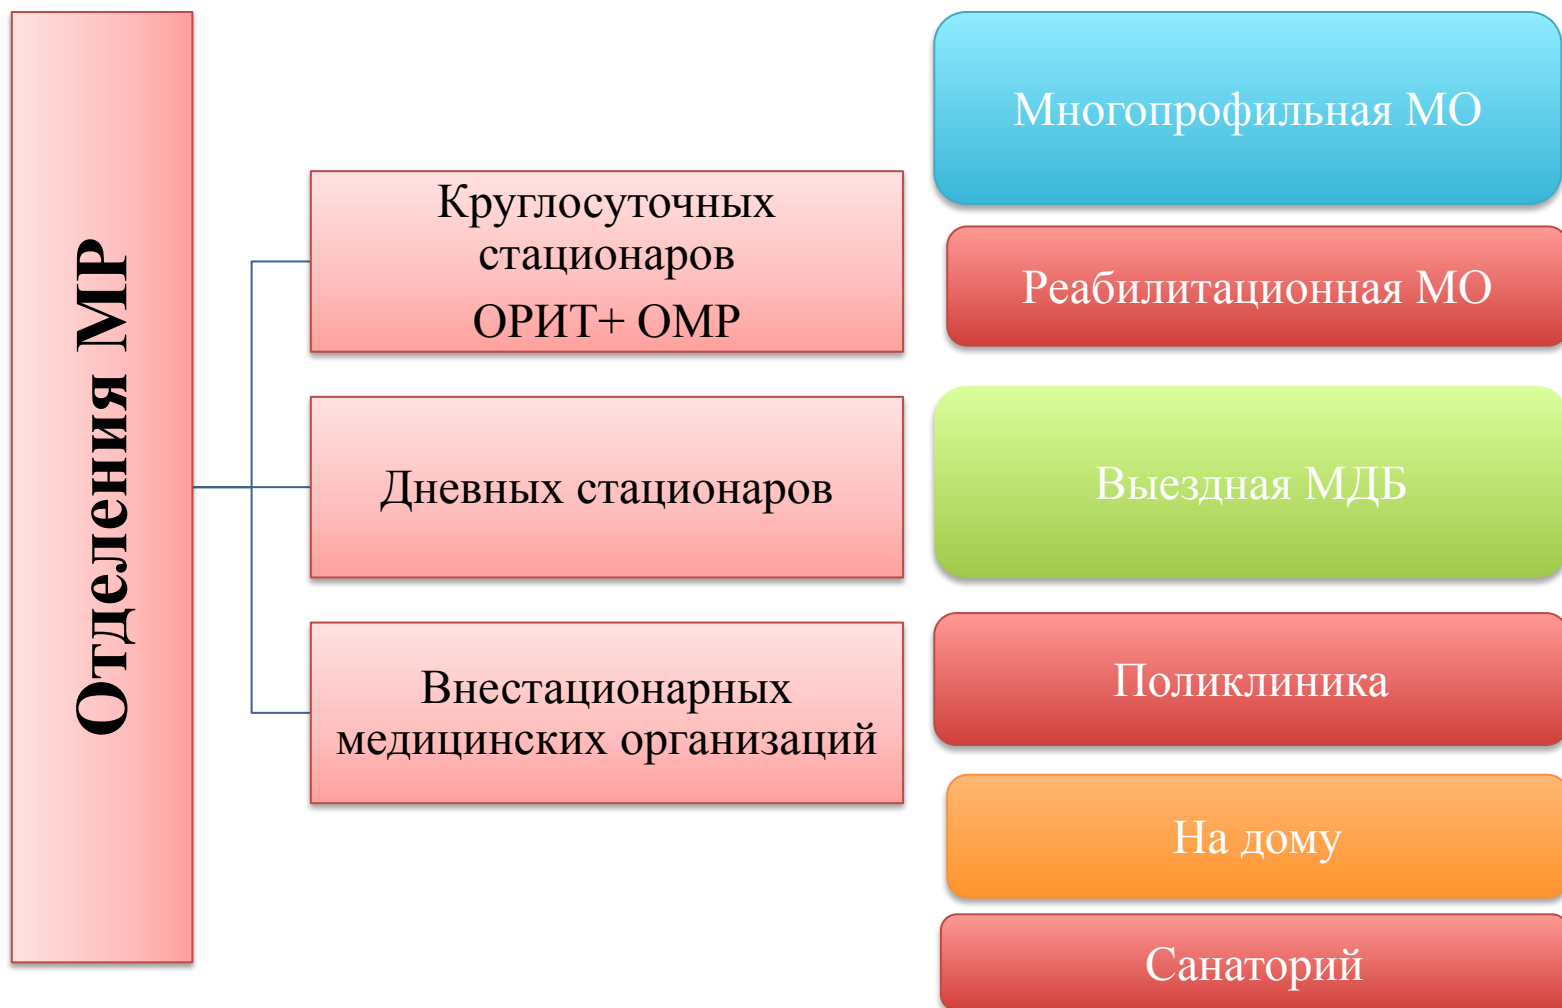 Отделения МР
Круглосуточных
стационаров
ОРИТ+ ОМР
Дневных стационаров
Внестационарных
медицинских организаций
Многопрофильная МО
Реабилитационная МО
Выездная МДБ
Поликлиника
На дому
Санаторий